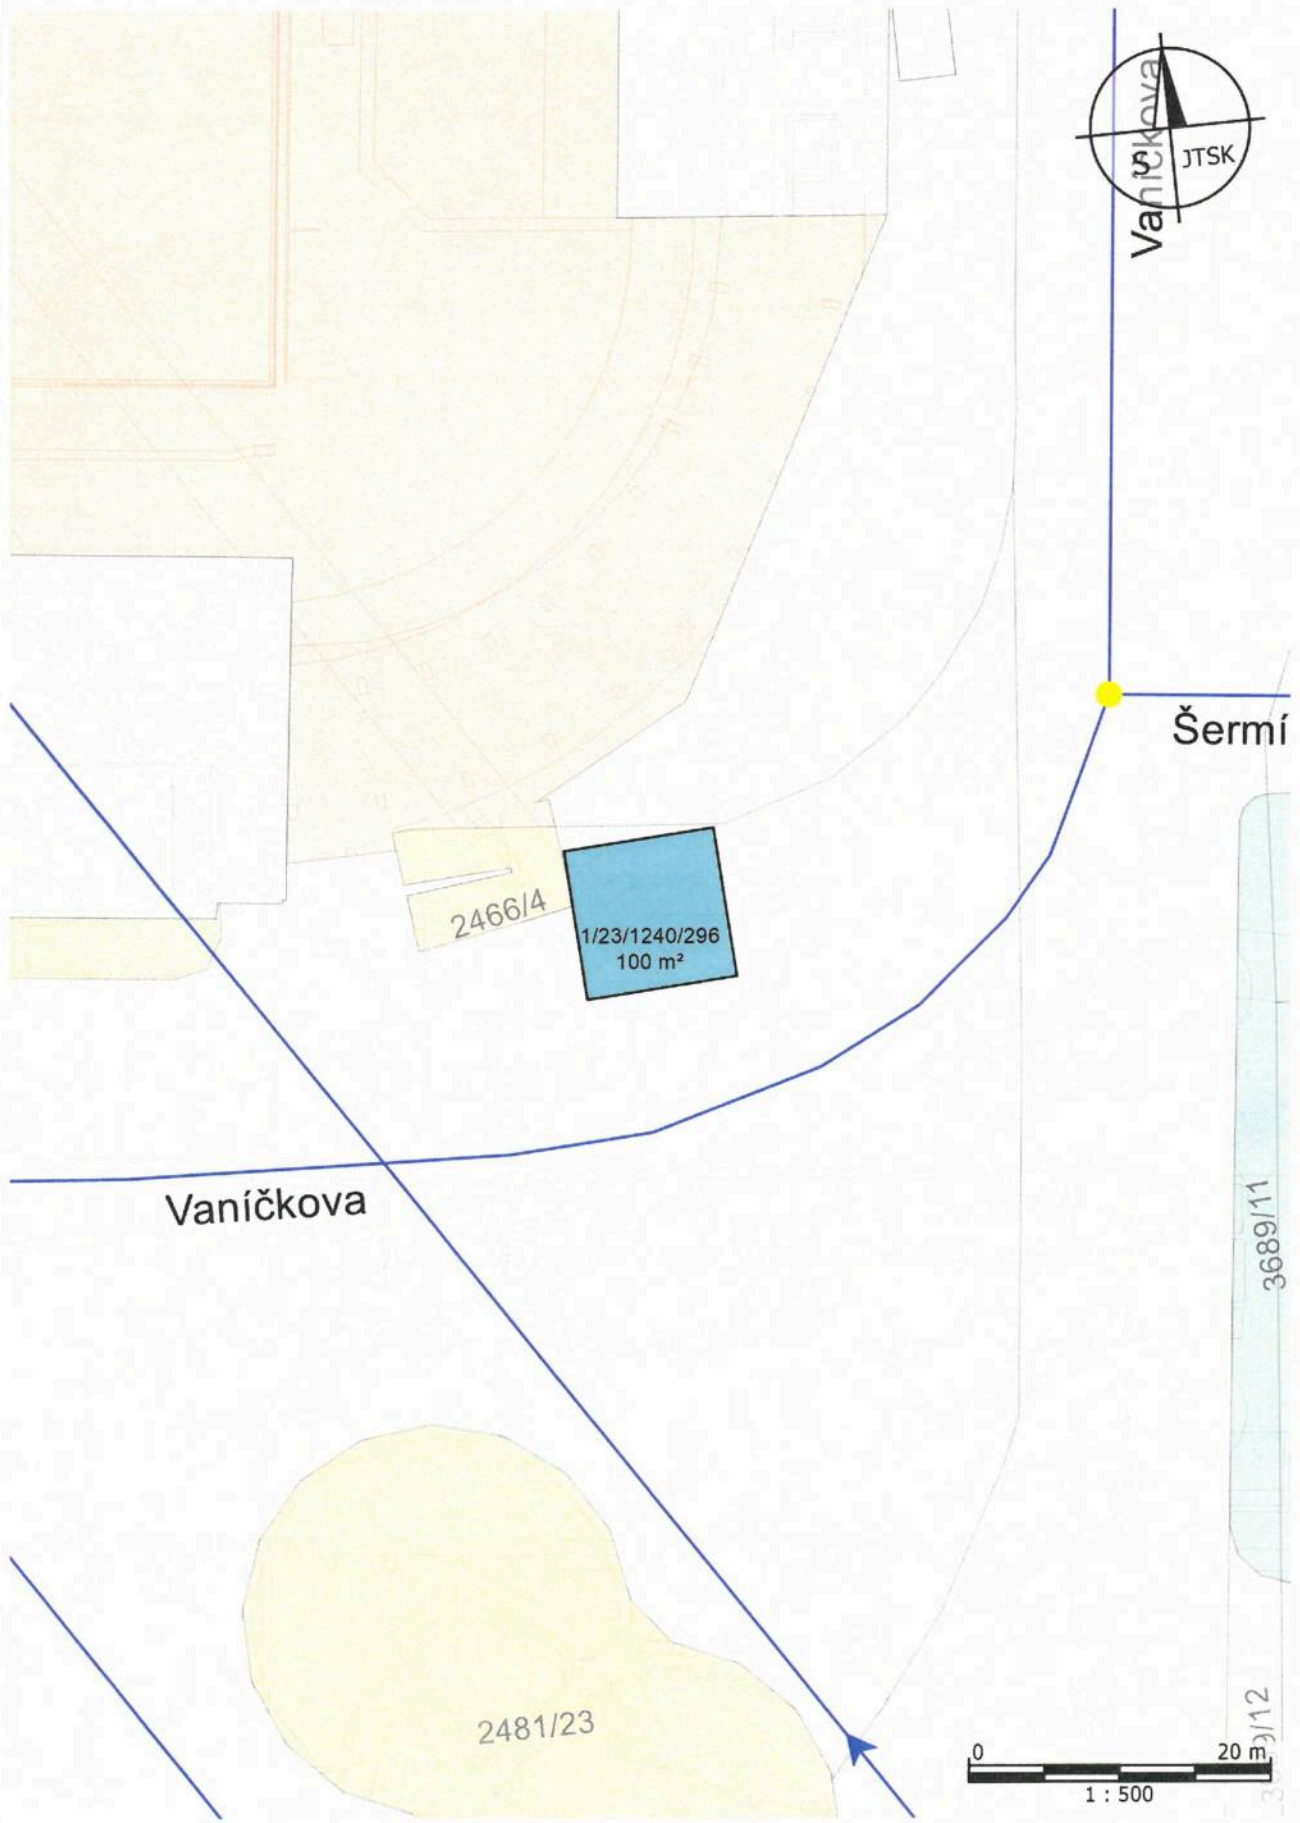 Vaníčkova
S JTSK
Šermí
2466/4
1/23/1240/296
100 m²
Vaníčkova
3689/11
2481/23
0 20 m
1 : 500